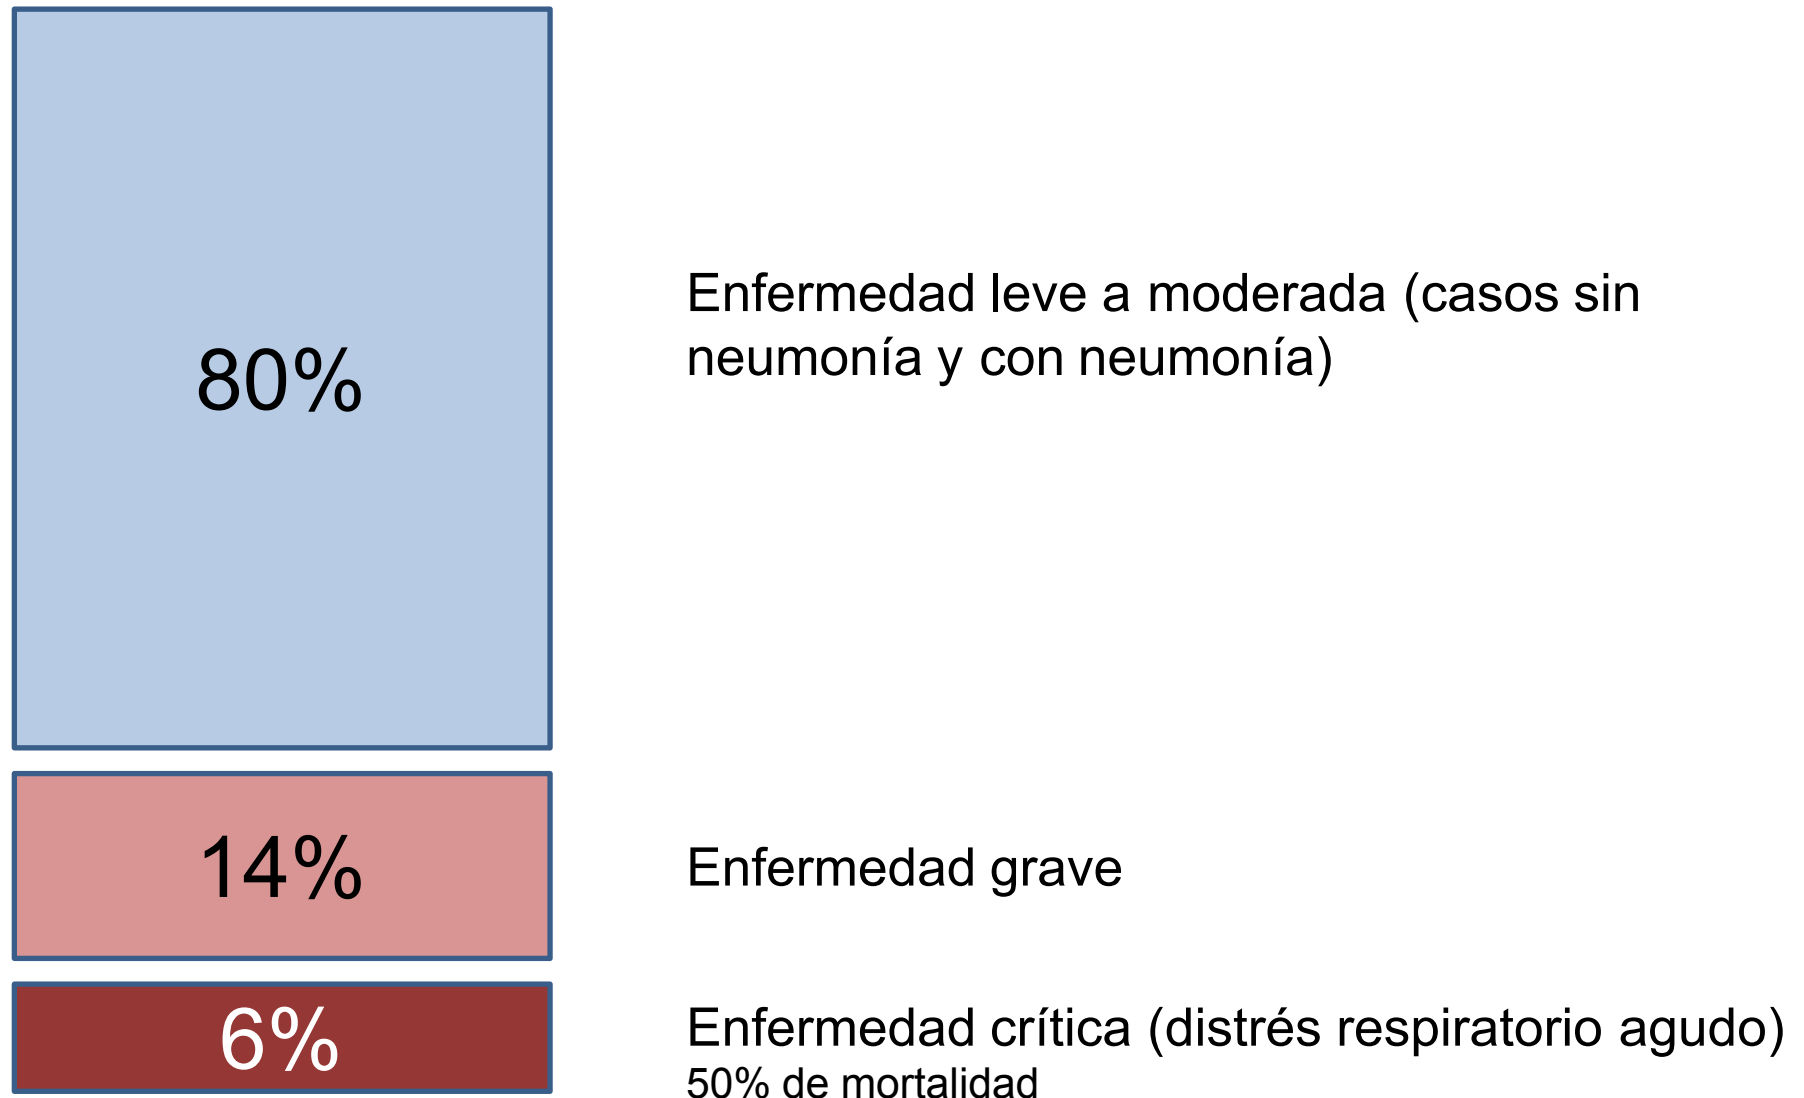 80%
Enfermedad leve a moderada (casos sin
neumonía y con neumonía)
14%
Enfermedad grave
6%
Enfermedad crítica (distrés respiratorio agudo)
50% de mortalidad